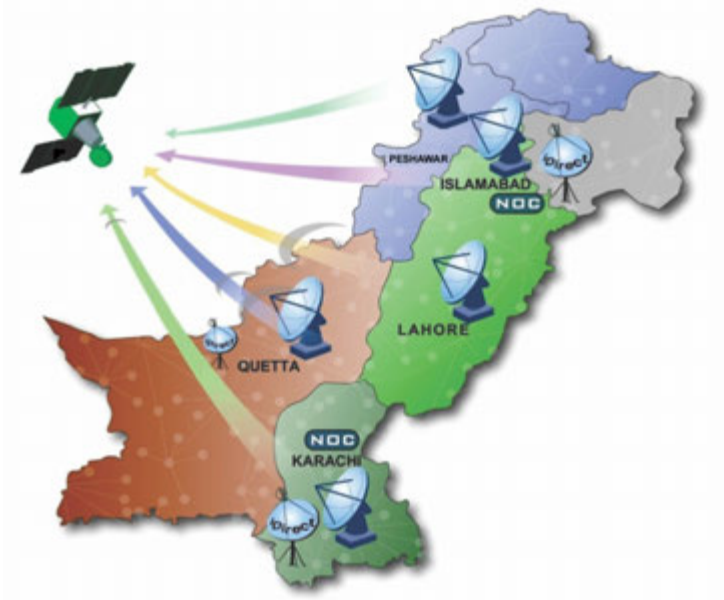 PESHAWAR
iDirect
ISLAMABAD
NOC
LAHORE
iDirect
QUETTA
NOC
KARACHI
iDirect